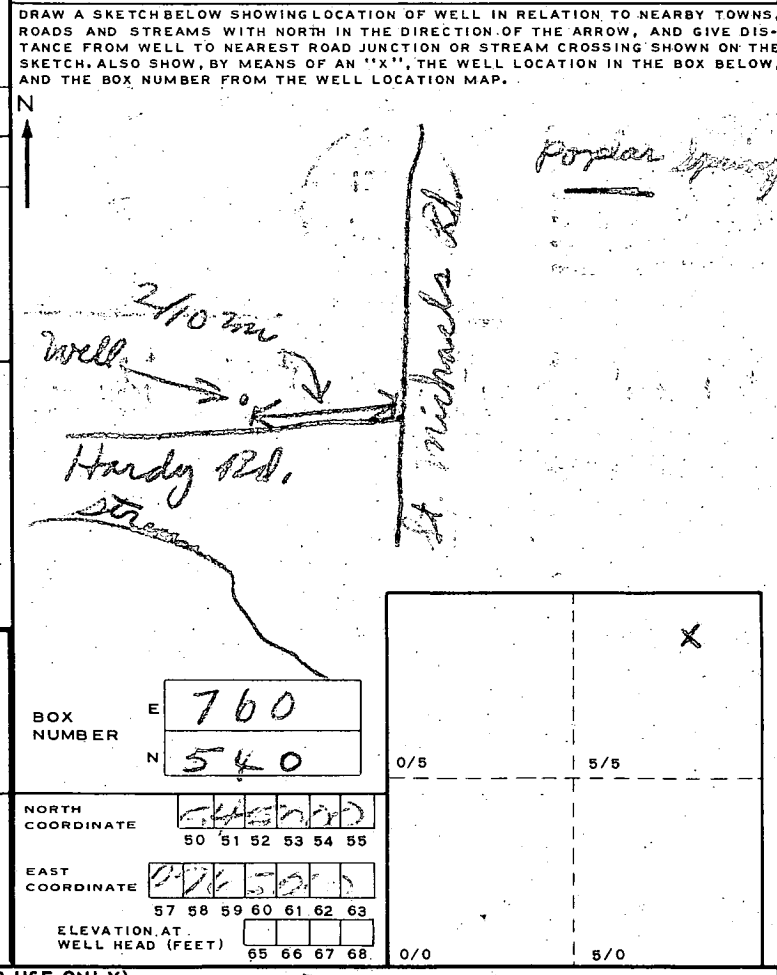 DRAW A SKETCH BELOW SHOWING LOCATION OF WELL IN RELATION TO NEARBY TOWNS,
ROADS AND STREAMS WITH NORTH IN THE DIRECTION OF THE ARROW, AND GIVE DIS-
TANCE FROM WELL TO NEAREST ROAD JUNCTION OR STREAM CROSSING SHOWN ON THE
SKETCH. ALSO SHOW, BY MEANS OF AN "X", THE WELL LOCATION IN THE BOX BELOW,
AND THE BOX NUMBER FROM THE WELL LOCATION MAP.
N
Poplar Spring
St. Michaels Rd.
2/10 mi
Well
Hardy Rd.
Stream
X
BOX
NUMBER
E 760
N 540
0/5 5/5
NORTH
COORDINATE
50 51 52 53 54 55
EAST
COORDINATE
57 58 59 60 61 62 63
ELEVATION AT
WELL HEAD (FEET)
65 66 67 68
0/0 5/0
USE ONLY)